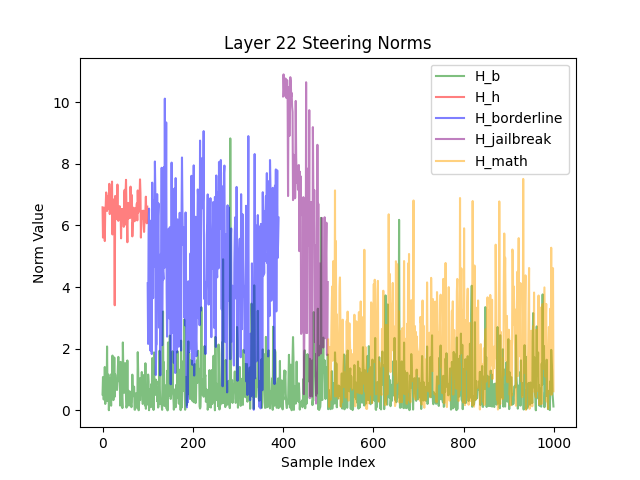 Layer 22 Steering Norms
H_b
H_h
H_borderline
H_jailbreak
H_math
Norm Value
10
8
6
4
2
0
0 200 400 600 800 1000
Sample Index